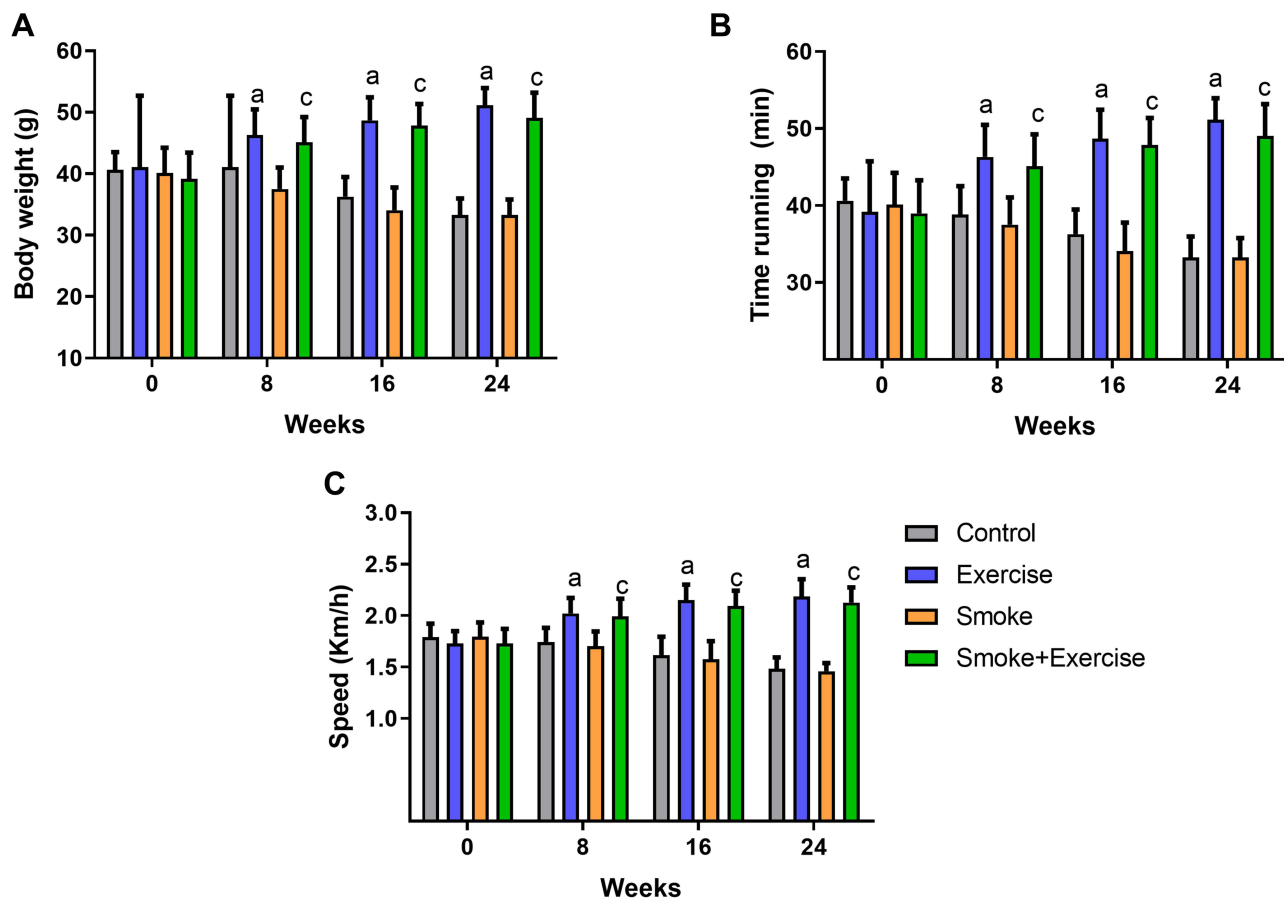 A
Body weight (g)
60
50
40
30
20
10
a
c
a
c
a
c
0
8
16
24
Weeks
B
Time running (min)
60
50
40
30
a
c
a
c
a
c
0
8
16
24
Weeks
C
Speed (Km/h)
3.0
2.5
2.0
1.5
1.0
a
c
a
c
a
c
0
8
16
24
Weeks
Control
Exercise
Smoke
Smoke+Exercise